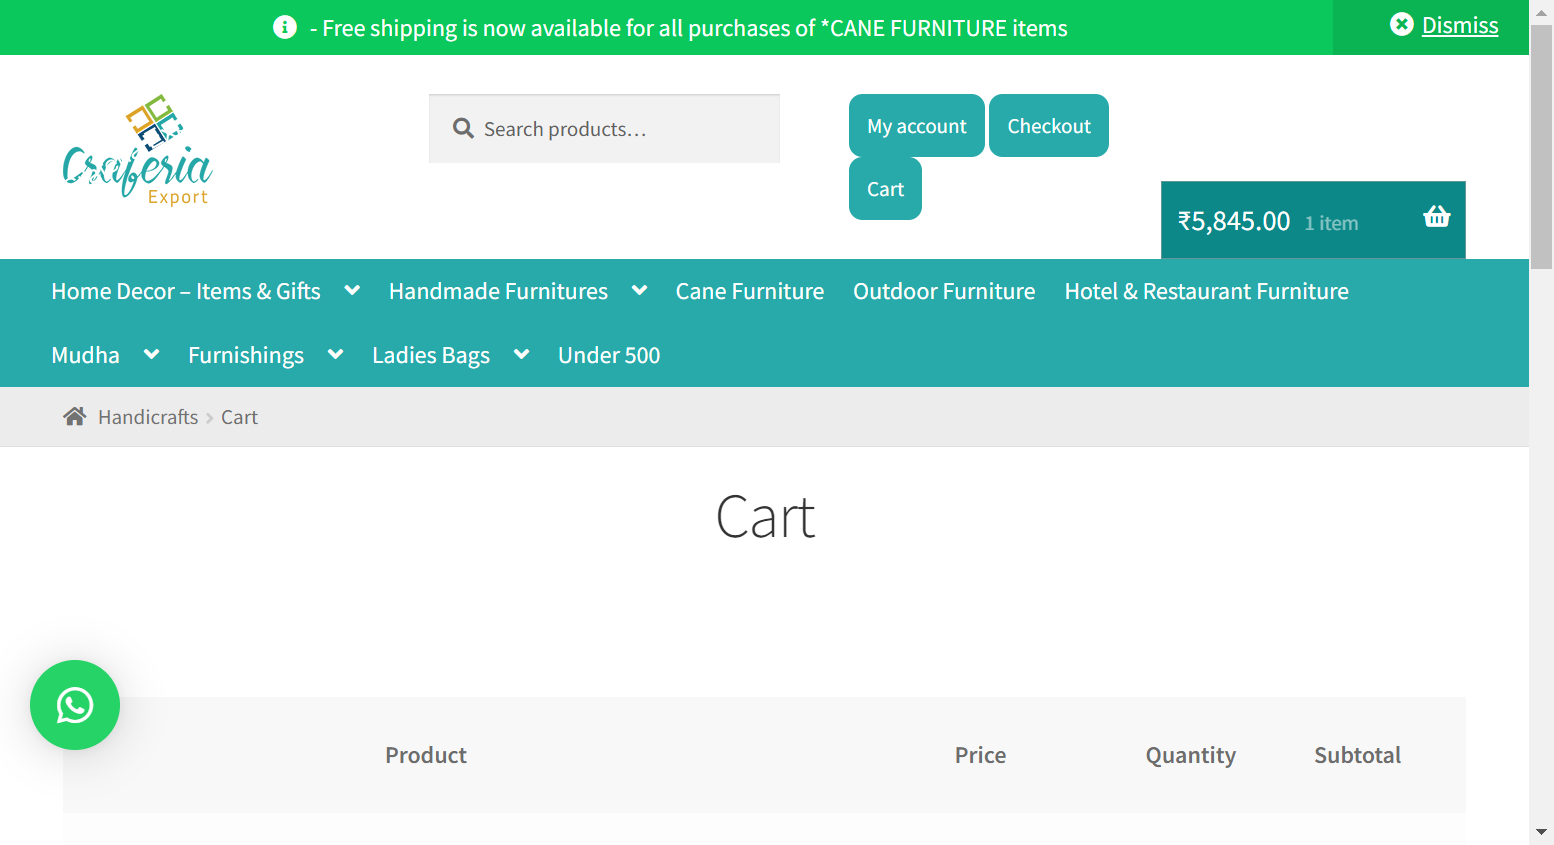 - Free shipping is now available for all purchases of *CANE FURNITURE items
Dismiss
Craferia
Export
Search products…
My account
Checkout
Cart
₹5,845.00 1 item
Home Decor – Items & Gifts
Handmade Furnitures
Cane Furniture
Outdoor Furniture
Hotel & Restaurant Furniture
Mudha
Furnishings
Ladies Bags
Under 500
Handicrafts
Cart
Cart
Product
Price
Quantity
Subtotal